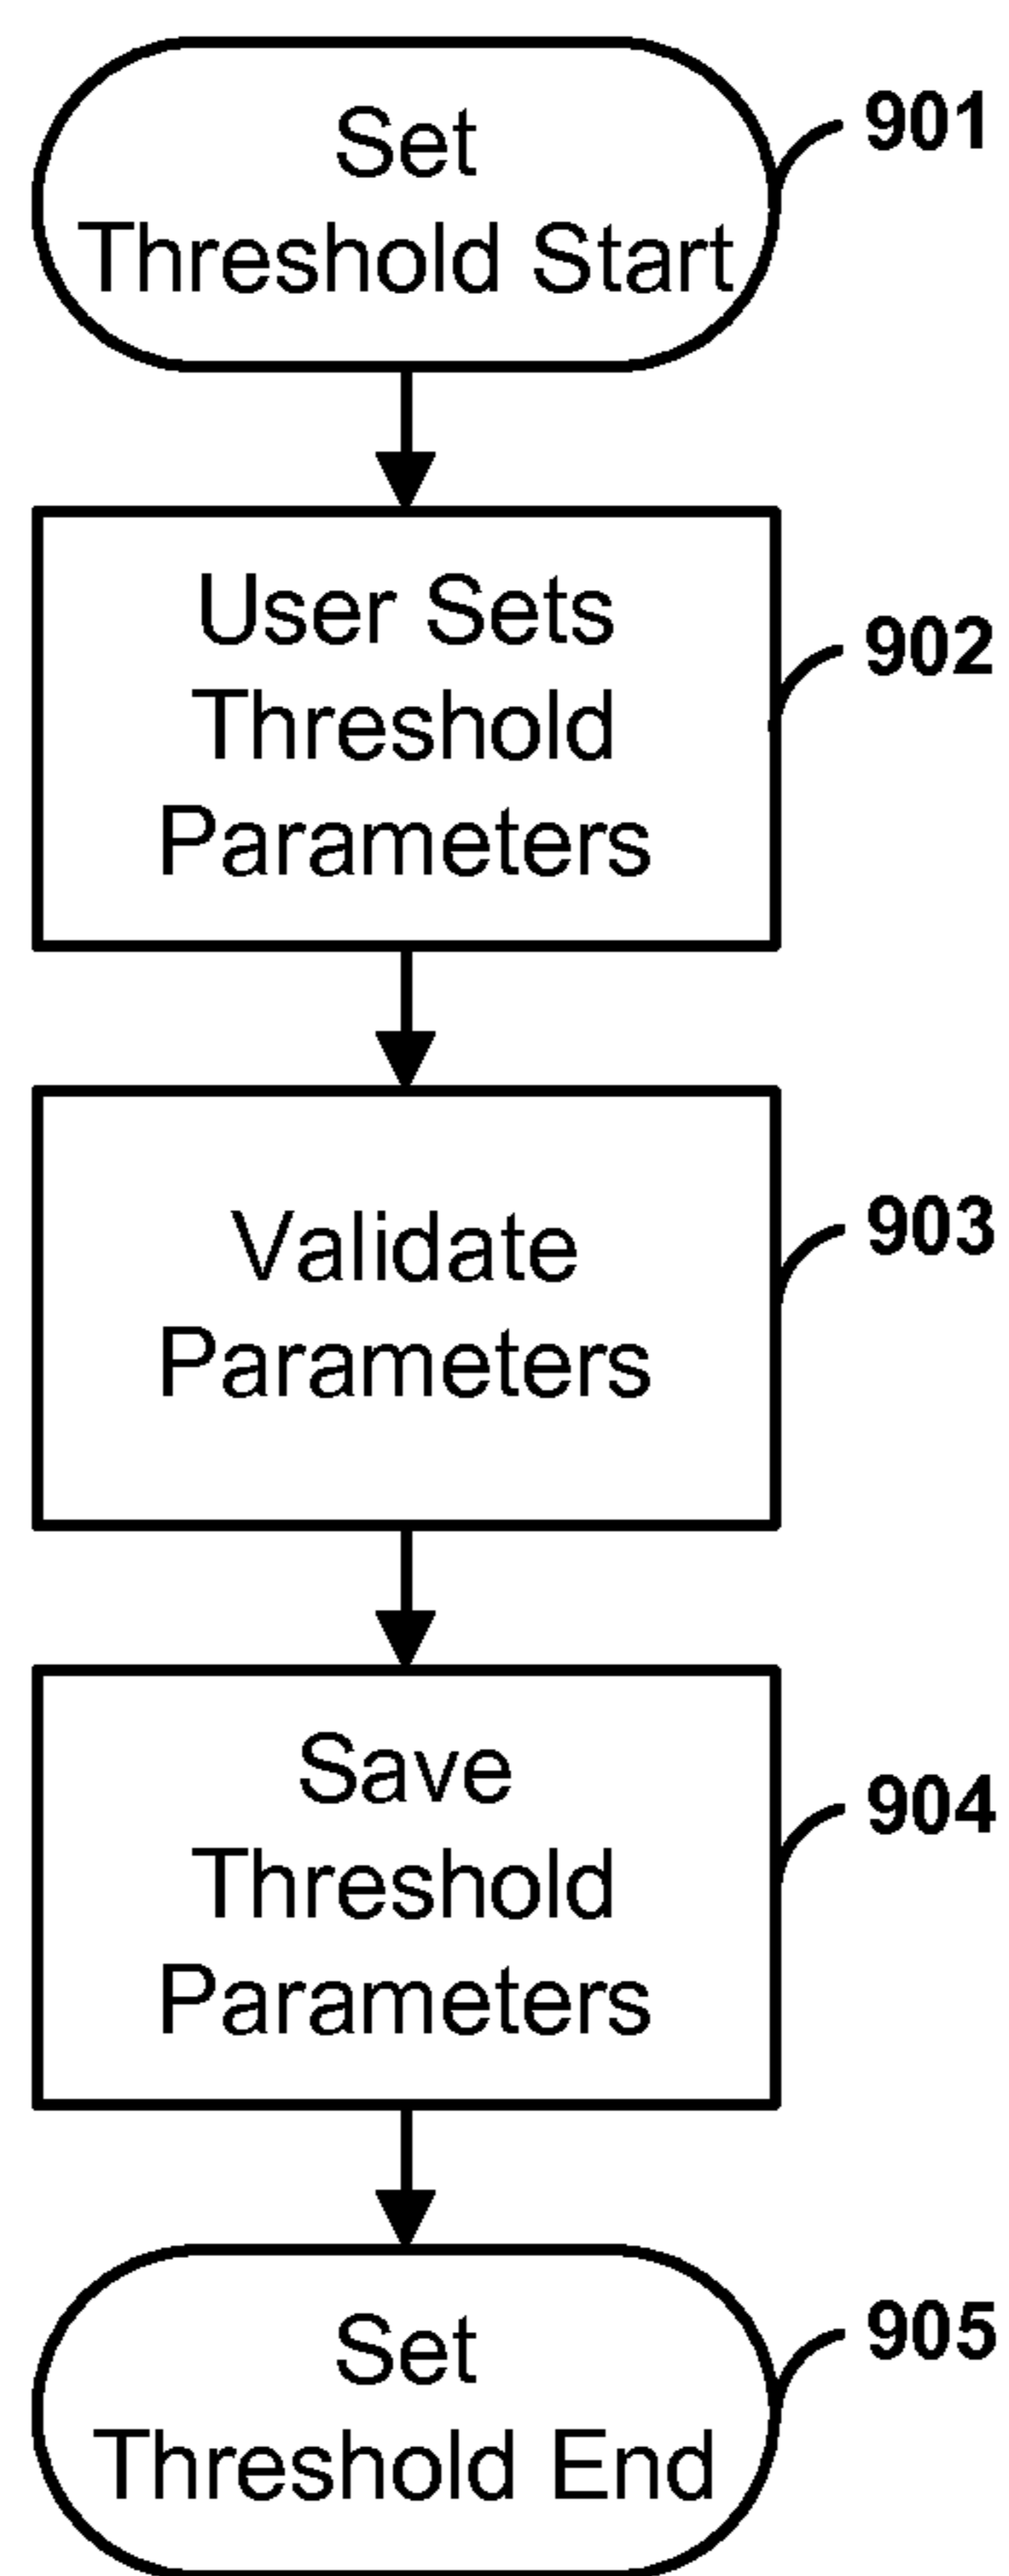 Set
Threshold Start
901
User Sets
Threshold
Parameters
902
Validate
Parameters
903
Save
Threshold
Parameters
904
Set
Threshold End
905